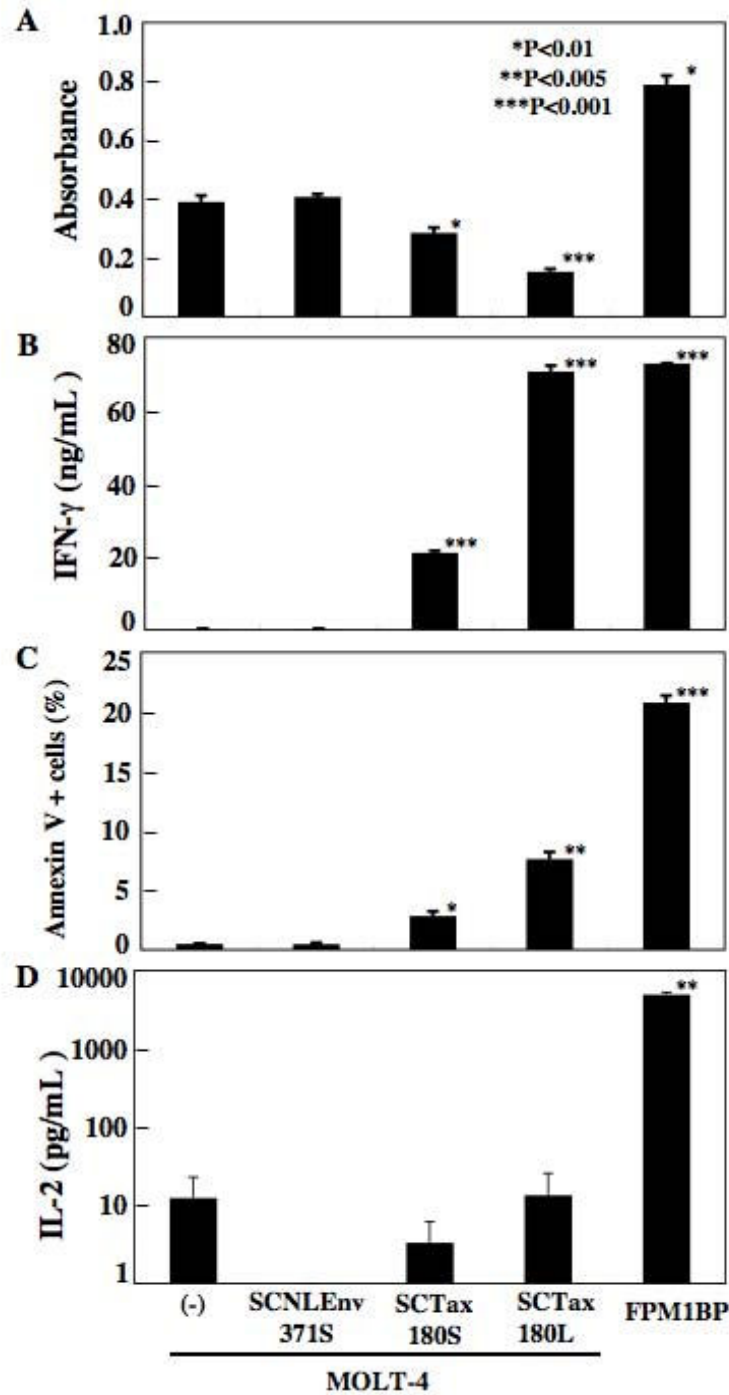 A
Absorbance
1.0
0.8
0.6
0.4
0.2
0
*P<0.01
**P<0.005
***P<0.001
*
***
*
B
IFN-γ (ng/mL)
80
60
40
20
0
***
***
***
C
Annexin V + cells (%)
25
20
15
10
5
0
*
**
***
D
IL-2 (pg/mL )
10000
1000
100
10
1
**
(-)
SCNLEnv
371S
SCTax
180S
SCTax
180L
FPM1BP
MOLT-4